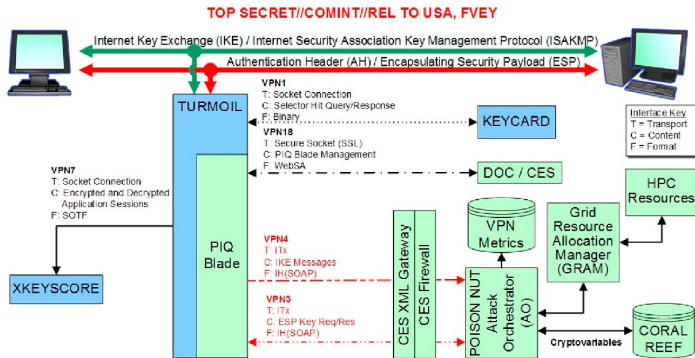 TOP SECRET//COMINT//REL TO USA, FVEY
Internet Key Exchange (IKE) / Internet Security Association Key Management Protocol (ISAKMP)
Authentication Header (AH) / Encapsulating Security Payload (ESP)
TURMOIL
VPN1
T: Socket Connection
C: Selector Hit Query/Response
F: Binary
KEYCARD
Interface Key
T = Transport
C = Content
F = Format
VPN18
T: Secure Socket (SSL)
C: PIQ Blade Management
F: WebSA
DOC / CES
VPN7
T: Socket Connection
C: Encrypted and Decrypted
Application Sessions
F: SOTF
XKEYSCORE
PIQ
Blade
VPN4
T: ITx
C: IKE Messages
F: IH(SOAP)
VPN3
T: ITx
C: ESP Key Req/Res
F: IH(SOAP)
CES XML Gateway
CES Firewall
VPN
Metrics
POISON NUT
Attack
Orchestrator
(AO)
Grid
Resource
Allocation
Manager
(GRAM)
HPC
Resources
Cryptovariables
CORAL
REEF